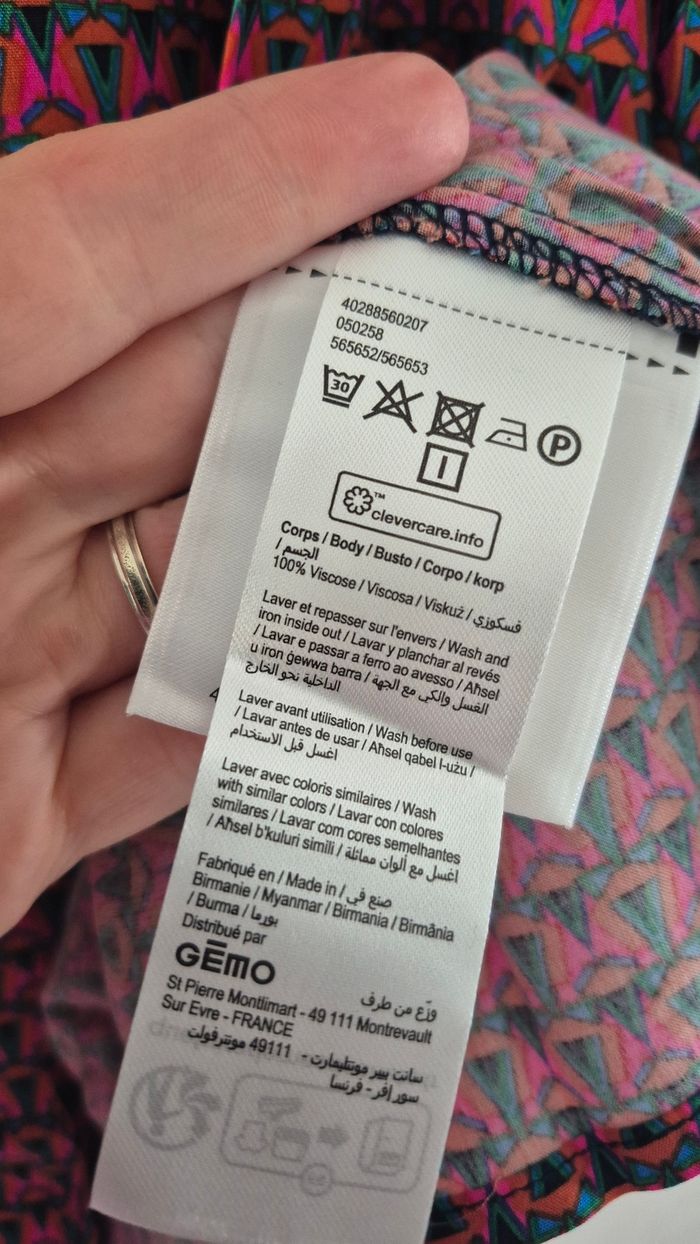 40288560207
050258
565652/565653
30
P
™ clevercare.info
Corps / Body / Busto / Corpo / korp
/ الجسم
100% Viscose / Viscosa / Viskuż / فسكوزي
Laver et repasser sur l'envers / Wash and
iron inside out / Lavar y planchar al revés
/ Lavar e passar a ferro ao avesso / Aħsel
u iron ġewwa barra / الغسل والكي مع الجهة
الداخلية نحو الخارج
Laver avant utilisation / Wash before use
/ Lavar antes de usar / Aħsel qabel l-użu /
اغسل قبل الاستخدام
Laver avec coloris similaires / Wash
with similar colors / Lavar con colores
similares / Lavar com cores semelhantes
/ Aħsel b'kuluri simili / اغسل مع ألوان مماثلة
Fabriqué en / Made in / صنع في
Birmanie / Myanmar / Birmania / Birmânia
/ Burma / بورما
Distribué par
وزّع من طرف
GĒMO
St Pierre Montlimart - 49 111 Montrevault
Sur Evre - FRANCE
سانت بيير مونتليمارت - 49111 مونترفولت
سور إفر - فرنسا
4